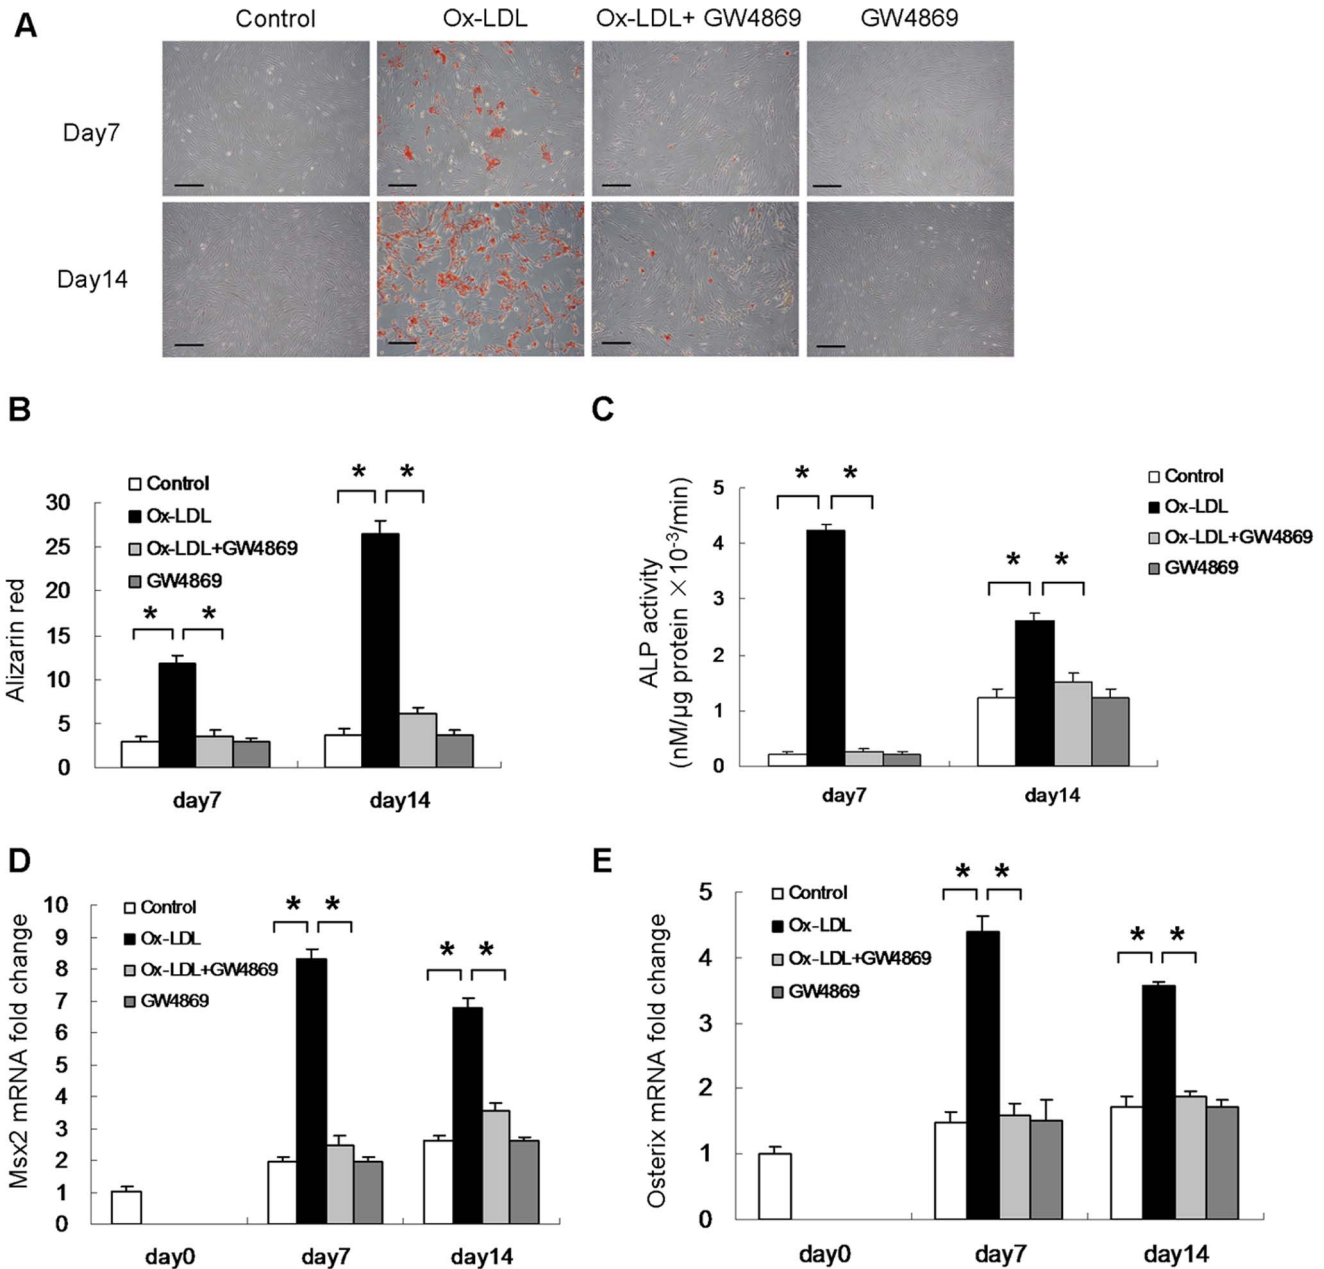 A
Control
Ox-LDL
Ox-LDL+ GW4869
GW4869
Day7
Day14
B
* * * *
Control
Ox-LDL
Ox-LDL+GW4869
GW4869
30
25
20
15
10
5
0
Alizarin red
day7
day14
C
* * * *
Control
Ox-LDL
Ox-LDL+GW4869
GW4869
5
4
3
2
1
0
ALP activity
(nM/μg protein ×10⁻³/min)
day7
day14
D
* * * *
Control
Ox-LDL
Ox-LDL+GW4869
GW4869
10
9
8
7
6
5
4
3
2
1
0
Msx2 mRNA fold change
day0
day7
day14
E
* * * *
Control
Ox-LDL
Ox-LDL+GW4869
GW4869
5
4
3
2
1
0
Osterix mRNA fold change
day0
day7
day14